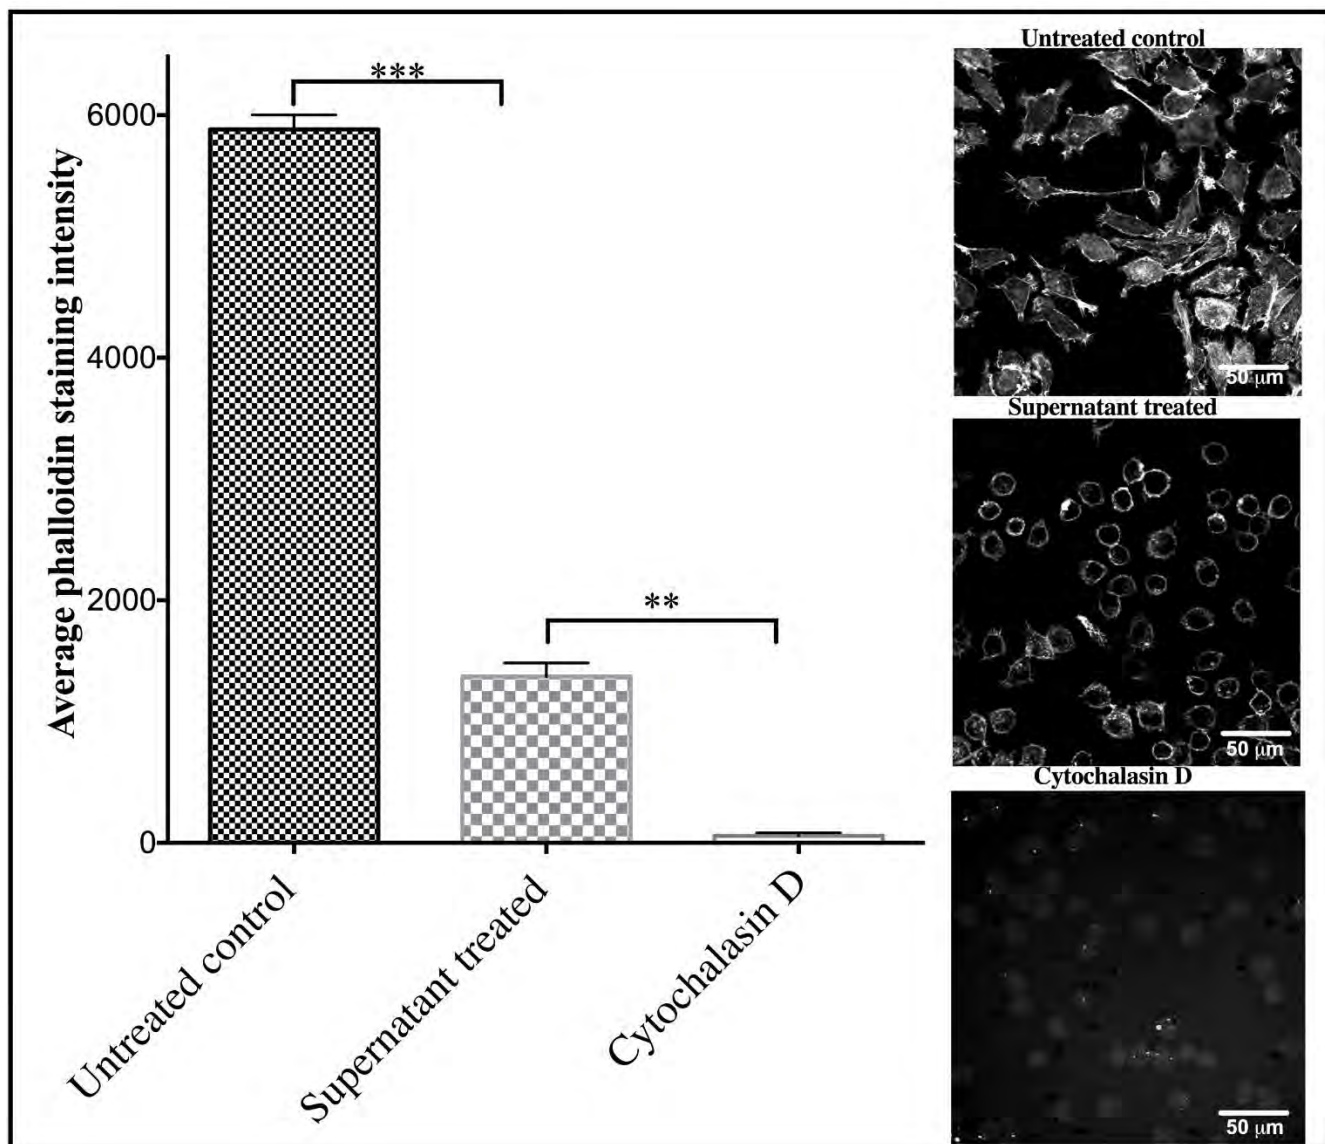 Average phalloidin staining intensity
6000
4000
2000
0
***
**
Untreated control
Supernatant treated
Cytochalasin D
Untreated control
50 μm
Supernatant treated
50 μm
Cytochalasin D
50 μm